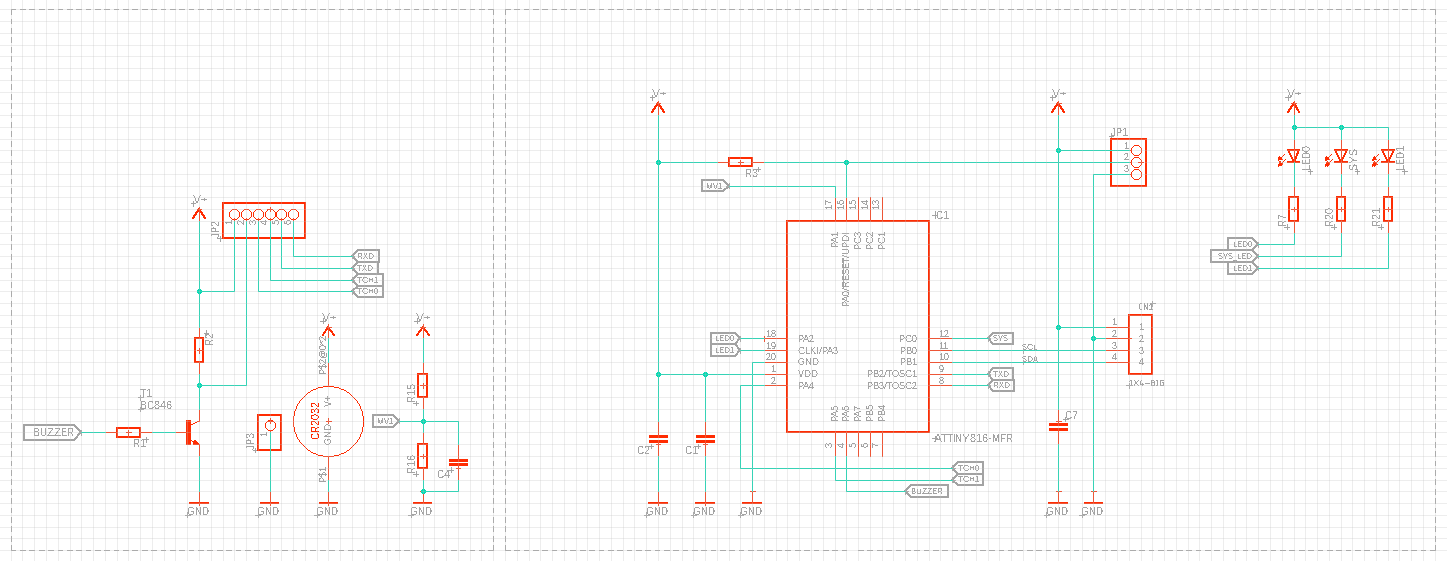 V+
JP2
1
2
3
4
5
6
RXD
TXD
TCH1
TCH0
R2
T1
BC846
BUZZER
R1
GND
JP3
1
GND
V+
P$2@0.2
CR2032
V+
GND
P$1
GND
V+
R15
MV1
R16
C4
GND
V+
R3
MV1
C2
C1
GND
GND
GND
IC1
17
16
15
14
13
PA1
PA0/RESET/UPDI
PC3
PC2
PC1
LED0
18
PA2
LED1
19
CLKI/PA3
20
GND
1
VDD
2
PA4
PC0
12
SYS
PB0
11
SCL
PB1
10
SDA
PB2/TOSC1
9
TXD
PB3/TOSC2
8
RXD
PA5
PA6
PA7
PB5
PB4
3
4
5
6
7
ATTINY816-MFR
TCH0
TCH1
BUZZER
V+
JP1
1
2
3
C7
GND
GND
CN1
1
1
2
2
3
3
4
4
1X4-BIG
V+
LED0
SYS
LED1
R7
R20
R21
LED0
SYS_LED
LED1